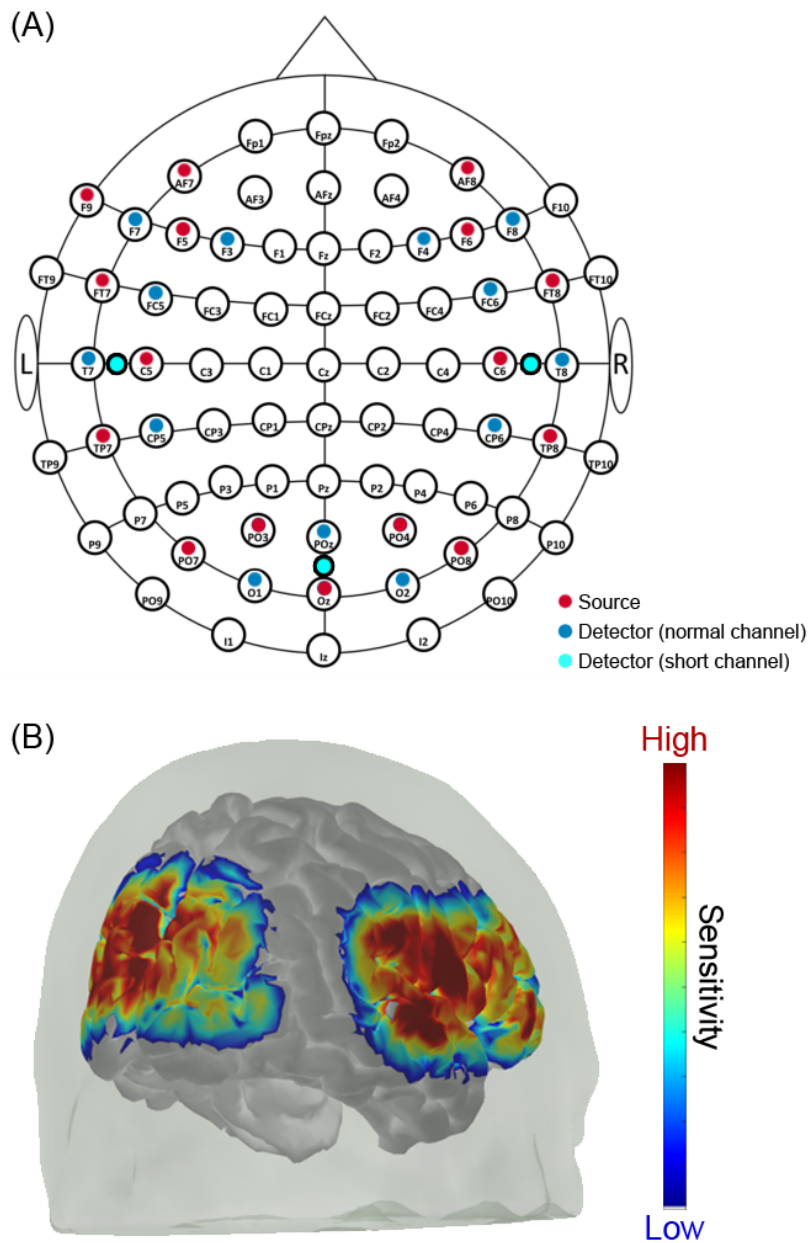 (A)
Fp1 Fpz Fp2
AF7 AF8
AF3 AFz AF4
F9 F10
F7 F5 F3 F1 Fz F2 F4 F6 F8
FT9 FT7 FC5 FC3 FC1 FCz FC2 FC4 FC6 FT8 FT10
L T7 C5 C3 C1 Cz C2 C4 C6 T8 R
TP9 TP7 CP5 CP3 CP1 CPz CP2 CP4 CP6 TP8 TP10
P9 P7 P5 P3 P1 Pz P2 P4 P6 P8 P10
PO7 PO3 POz PO4 PO8
PO9 O1 Oz O2 PO10
I1 Iz I2
Source
Detector (normal channel)
Detector (short channel)
(B)
High
Sensitivity
Low